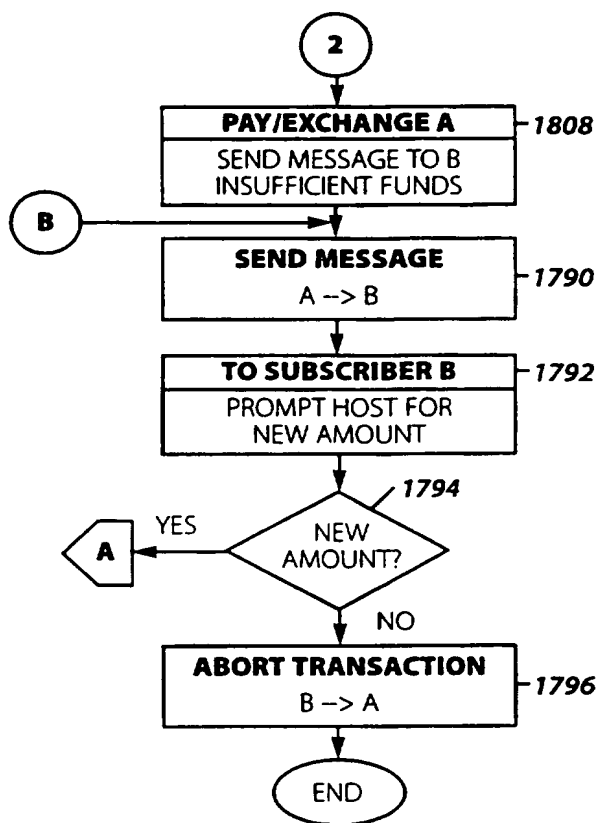 2
PAY/EXCHANGE A
1808
SEND MESSAGE TO B
INSUFFICIENT FUNDS
B
SEND MESSAGE
A --> B
1790
TO SUBSCRIBER B
1792
PROMPT HOST FOR
NEW AMOUNT
1794
YES
A
NEW
AMOUNT?
NO
ABORT TRANSACTION
B --> A
1796
END